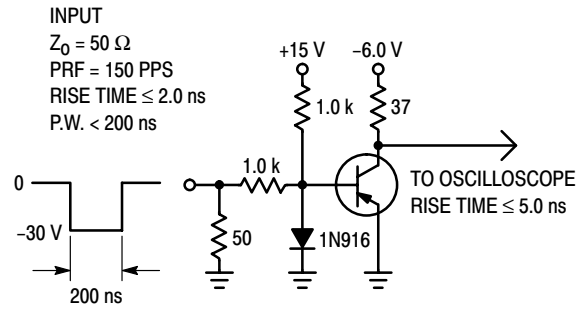 INPUT
Zo = 50 Ω
PRF = 150 PPS
RISE TIME ≤ 2.0 ns
P.W. < 200 ns
+15 V
−6.0 V
1.0 k
37
1.0 k
0
−30 V
50
1N916
TO OSCILLOSCOPE
RISE TIME ≤ 5.0 ns
200 ns